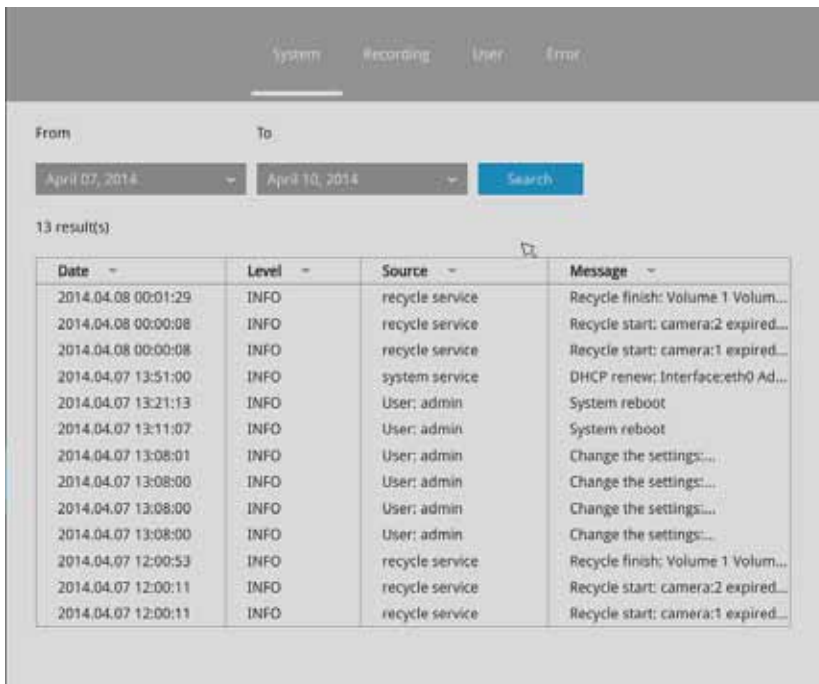 System Recording User Error
From To
April 07, 2014 April 10, 2014 Search
13 result(s)
Date Level Source Message
2014.04.08 00:01:29 INFO recycle service Recycle finish: Volume 1 Volum...
2014.04.08 00:00:08 INFO recycle service Recycle start: camera:2 expired...
2014.04.08 00:00:08 INFO recycle service Recycle start: camera:1 expired...
2014.04.07 13:51:00 INFO system service DHCP renew: Interface:eth0 Ad...
2014.04.07 13:21:13 INFO User: admin System reboot
2014.04.07 13:11:07 INFO User: admin System reboot
2014.04.07 13:08:01 INFO User: admin Change the settings:...
2014.04.07 13:08:00 INFO User: admin Change the settings:...
2014.04.07 13:08:00 INFO User: admin Change the settings:...
2014.04.07 13:08:00 INFO User: admin Change the settings:...
2014.04.07 12:00:53 INFO recycle service Recycle finish: Volume 1 Volum...
2014.04.07 12:00:11 INFO recycle service Recycle start: camera:2 expired...
2014.04.07 12:00:11 INFO recycle service Recycle start: camera:1 expired...